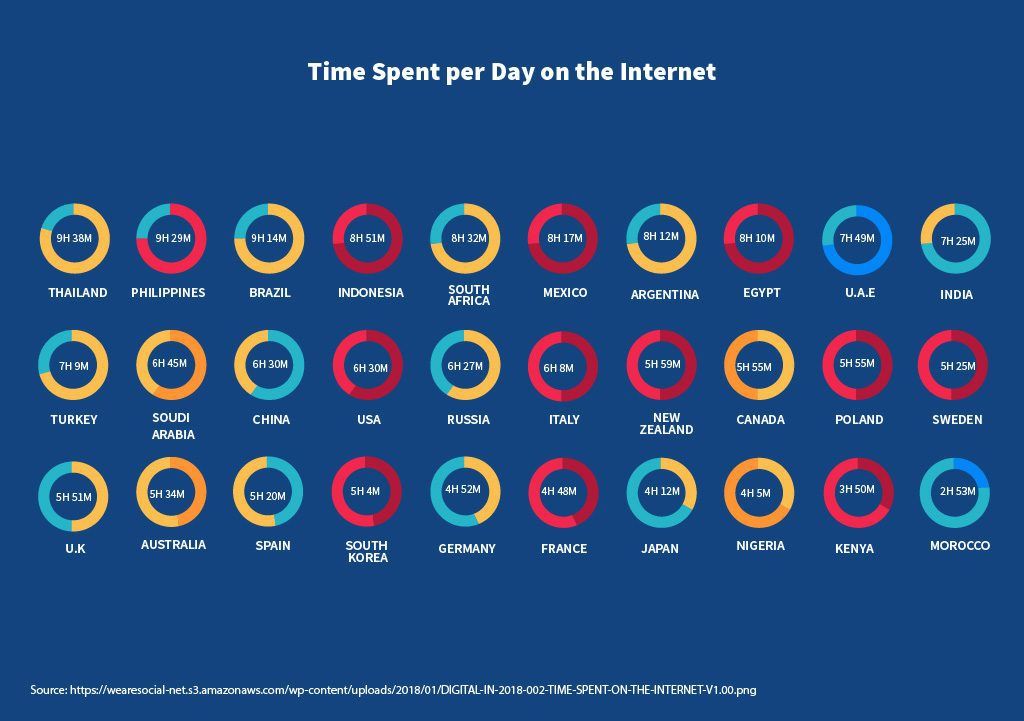 Time Spent per Day on the Internet
9H 38M
9H 29M
9H 14M
8H 51M
8H 32M
8H 17M
8H 12M
8H 10M
7H 49M
7H 25M
THAILAND
PHILIPPINES
BRAZIL
INDONESIA
SOUTH
AFRICA
MEXICO
ARGENTINA
EGYPT
U.A.E
INDIA
7H 9M
6H 45M
6H 30M
6H 30M
6H 27M
6H 8M
5H 59M
5H 55M
5H 55M
5H 25M
TURKEY
SOUDI
ARABIA
CHINA
USA
RUSSIA
ITALY
NEW
ZEALAND
CANADA
POLAND
SWEDEN
5H 51M
5H 34M
5H 20M
5H 4M
4H 52M
4H 48M
4H 12M
4H 5M
3H 50M
2H 53M
U.K
AUSTRALIA
SPAIN
SOUTH
KOREA
GERMANY
FRANCE
JAPAN
NIGERIA
KENYA
MOROCCO
Source: https://wearesocial-net.s3.amazonaws.com/wp-content/uploads/2018/01/DIGITAL-IN-2018-002-TIME-SPENT-ON-THE-INTERNET-V1.00.png